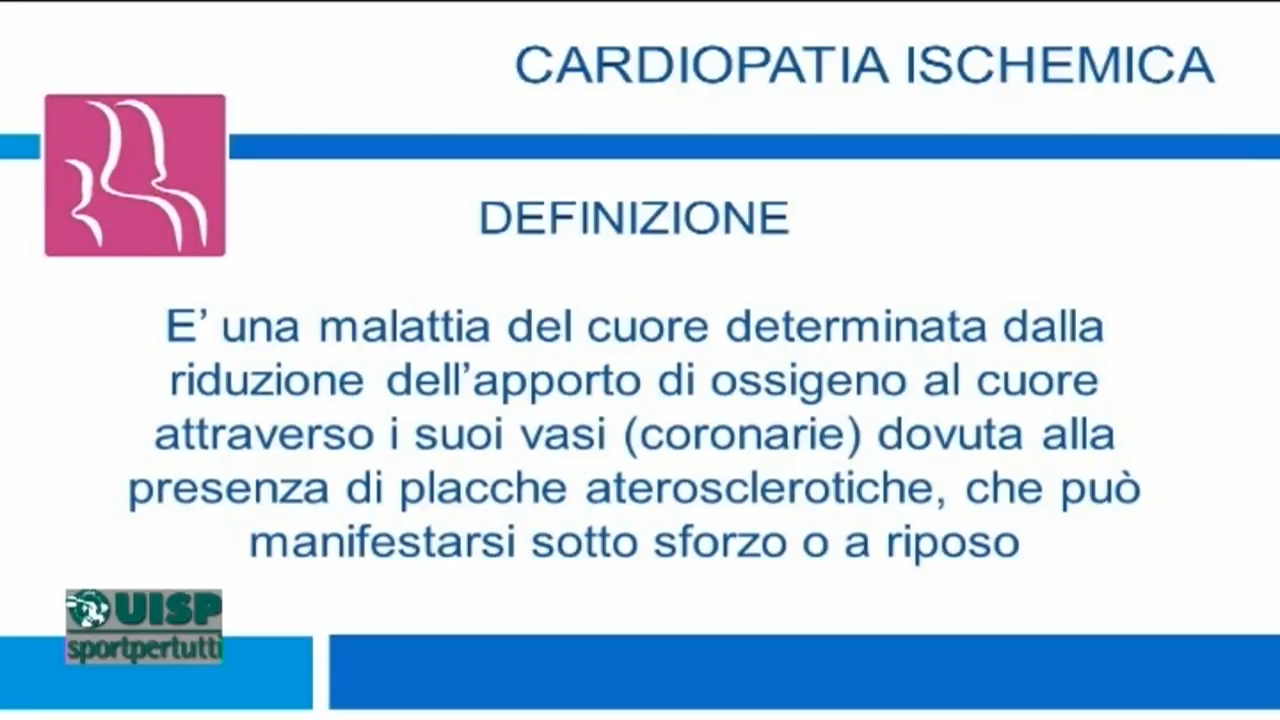 CARDIOPATIA ISCHEMICA
DEFINIZIONE
E’ una malattia del cuore determinata dalla
riduzione dell’apporto di ossigeno al cuore
attraverso i suoi vasi (coronarie) dovuta alla
presenza di placche aterosclerotiche, che può
manifestarsi sotto sforzo o a riposo
UISP
sportpertutti